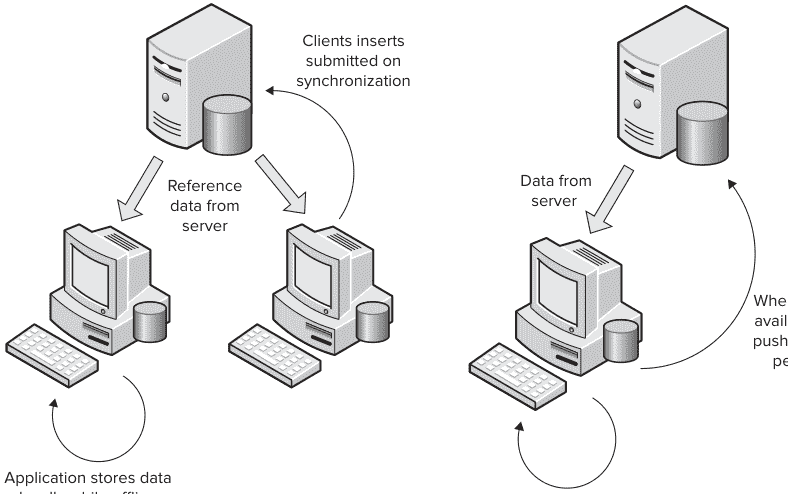 Clients inserts
submitted on
synchronization
Reference
data from
server
Application stores data
Data from
server